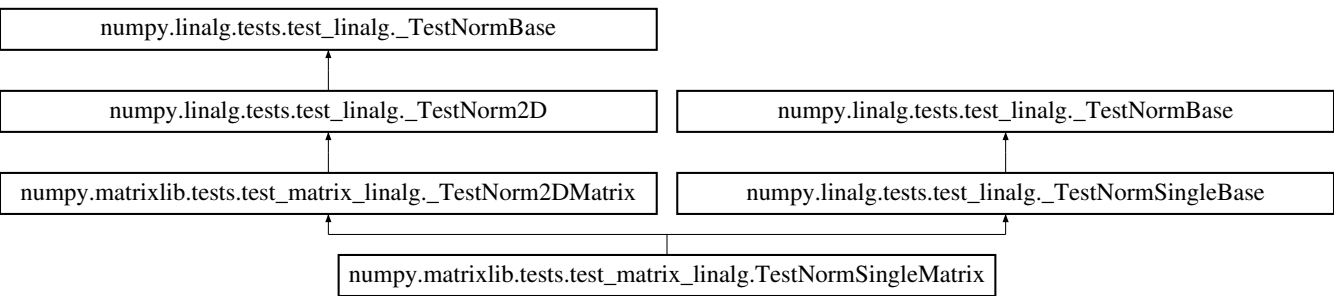 numpy.linalg.tests.test_linalg._TestNormBase
numpy.linalg.tests.test_linalg._TestNorm2D
numpy.linalg.tests.test_linalg._TestNormBase
numpy.matrixlib.tests.test_matrix_linalg._TestNorm2DMatrix
numpy.linalg.tests.test_linalg._TestNormSingleBase
numpy.matrixlib.tests.test_matrix_linalg.TestNormSingleMatrix